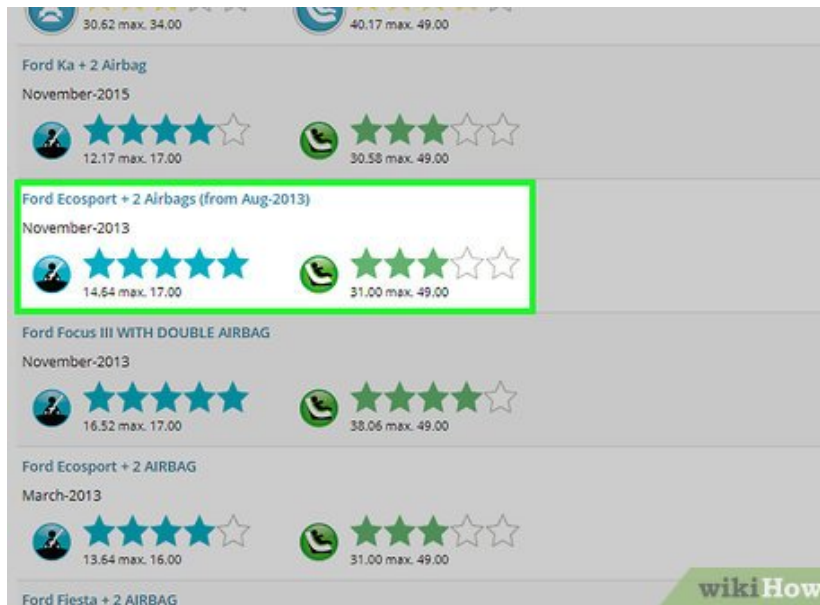 30.62 max. 34.00 40.17 max. 49.00
Ford Ka + 2 Airbag
November-2015
12.17 max. 17.00 30.58 max. 49.00
Ford Ecosport + 2 Airbags (from Aug-2013)
November-2013
14.64 max. 17.00 31.00 max. 49.00
Ford Focus III WITH DOUBLE AIRBAG
November-2013
16.52 max. 17.00 38.06 max. 49.00
Ford Ecosport + 2 AIRBAG
March-2013
13.64 max. 16.00 31.00 max. 49.00
Ford Fiesta + 2 AIRBAG
wikiHow